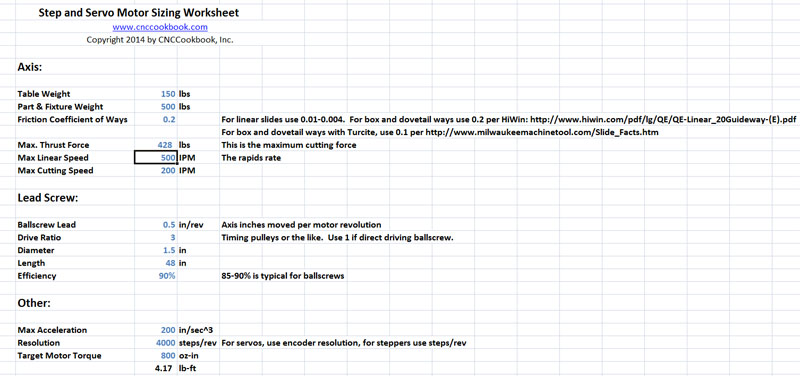 Step and Servo Motor Sizing Worksheet
www.cnccookbook.com
Copyright 2014 by CNCCookbook, Inc.
Axis:
Table Weight 150 lbs
Part & Fixture Weight 500 lbs
Friction Coefficient of Ways 0.2 For linear slides use 0.01-0.004. For box and dovetail ways use 0.2 per HiWin: http://www.hiwin.com/pdf/lg/QE/QE-Linear_20Guideway-(E).pdf
For box and dovetail ways with Turcite, use 0.1 per http://www.milwaukeemachinetool.com/Slide_Facts.htm
Max. Thrust Force 428 lbs This is the maximum cutting force
Max Linear Speed 500 IPM The rapids rate
Max Cutting Speed 200 IPM
Lead Screw:
Ballscrew Lead 0.5 in/rev Axis inches moved per motor revolution
Drive Ratio 3 Timing pulleys or the like. Use 1 if direct driving ballscrew.
Diameter 1.5 in
Length 48 in
Efficiency 90% 85-90% is typical for ballscrews
Other:
Max Acceleration 200 in/sec^3
Resolution 4000 steps/rev For servos, use encoder resolution, for steppers use steps/rev
Target Motor Torque 800 oz-in
4.17 lb-ft